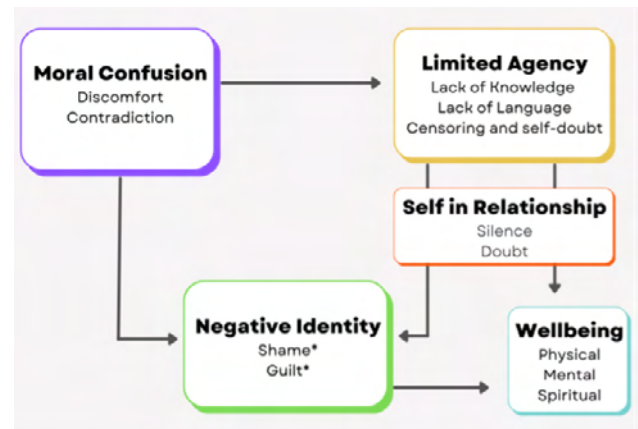 Moral Confusion
Discomfort
Contradiction
Limited Agency
Lack of Knowledge
Lack of Language
Censoring and self-doubt
Self in Relationship
Silence
Doubt
Negative Identity
Shame*
Guilt*
Wellbeing
Physical
Mental
Spiritual